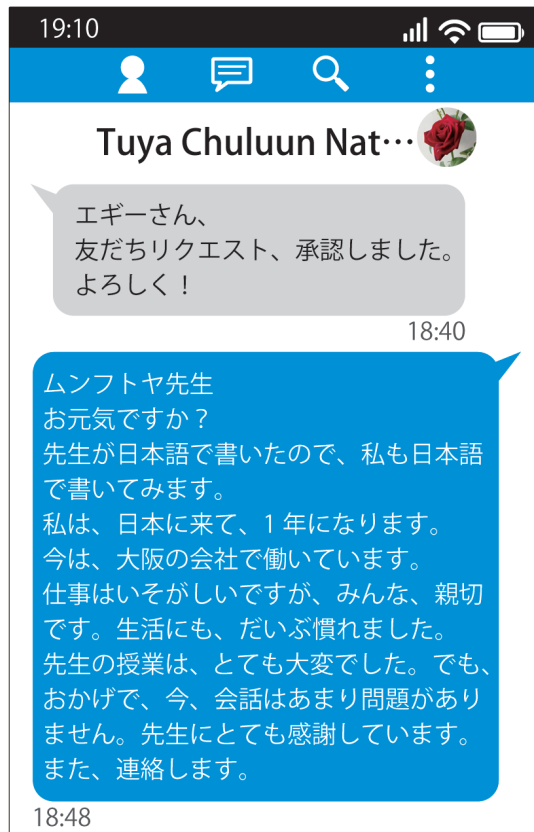 19:10
Tuya Chuluun Nat…
エギーさん、
友だちリクエスト、承認しました。
よろしく！
18:40
ムンフトヤ先生
お元気ですか？
先生が日本語で書いたので、私も日本語
で書いてみます。
私は、日本に来て、1年になります。
今は、大阪の会社で働いています。
仕事はいそがしいですが、みんな、親切
です。生活にも、だいぶ慣れました。
先生の授業は、とても大変でした。でも、
おかげで、今、会話はあまり問題があり
ません。先生にとても感謝しています。
また、連絡します。
18:48